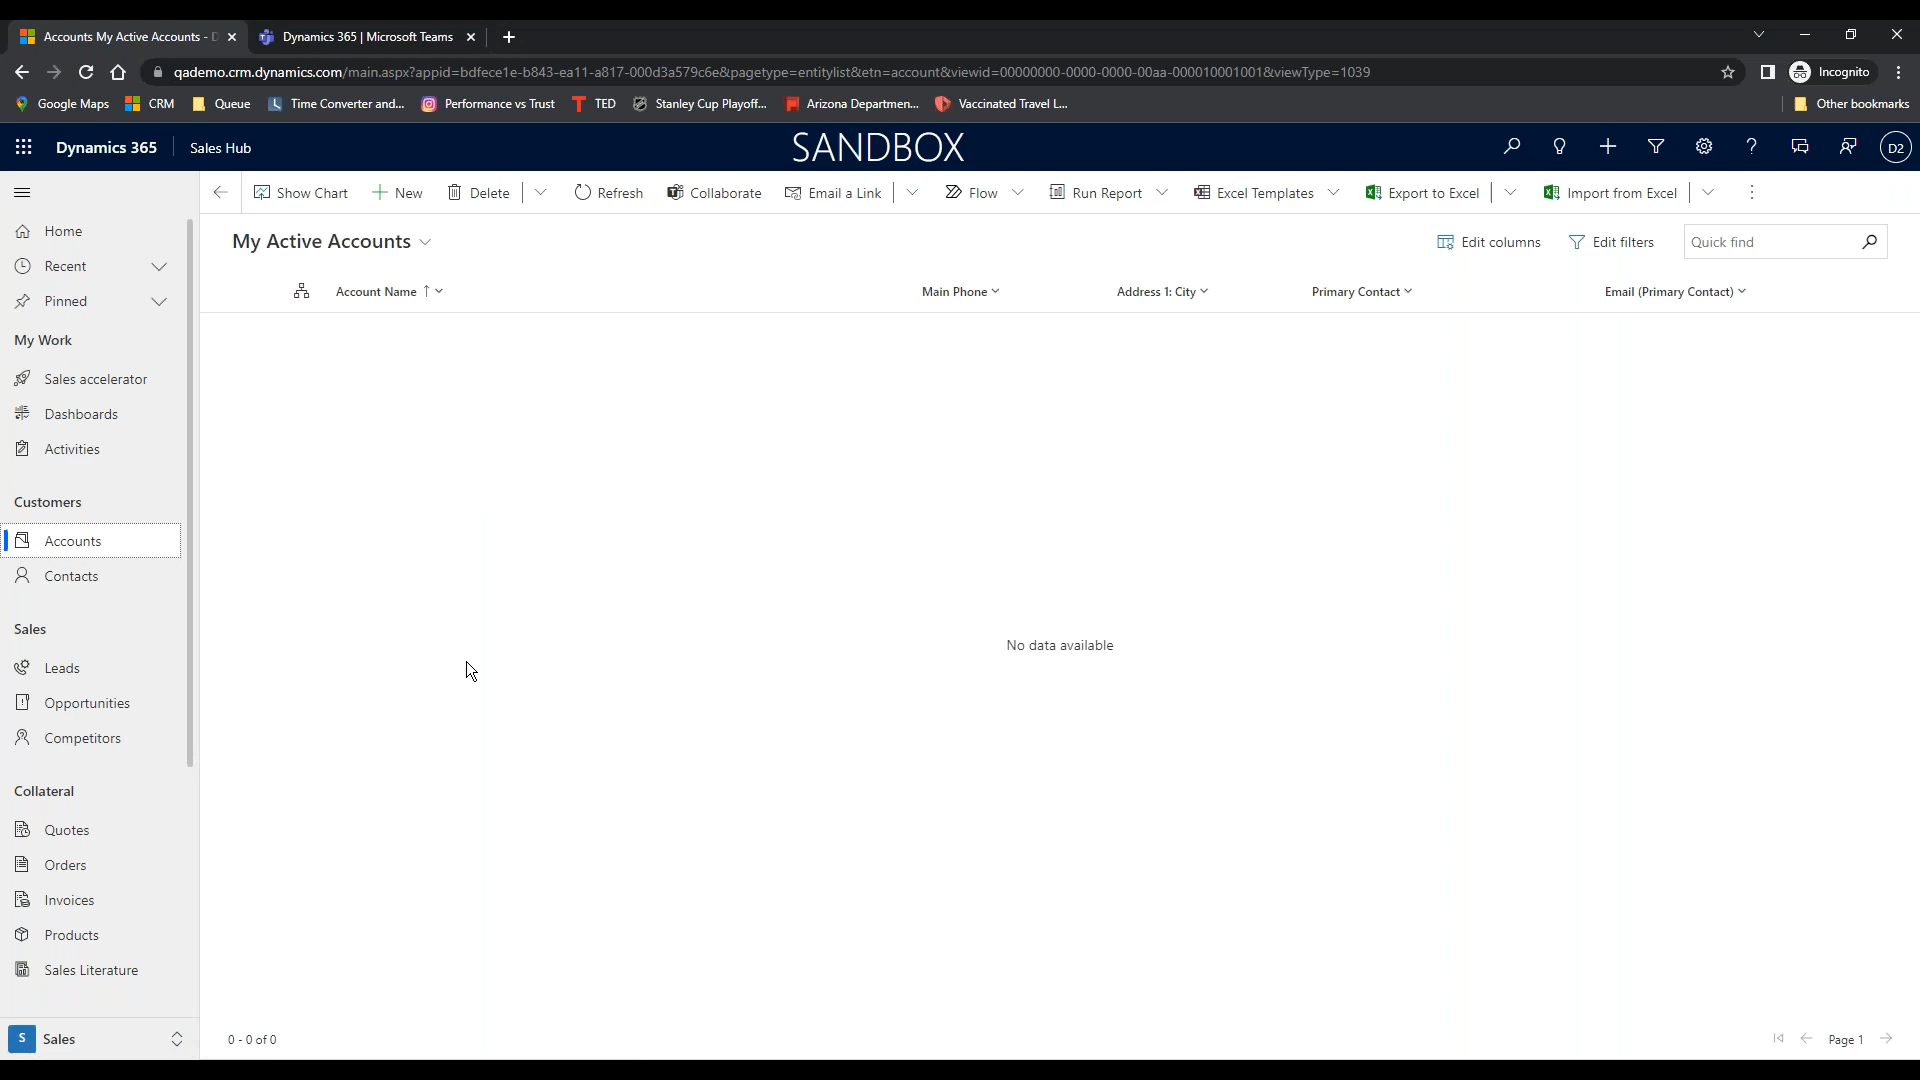 Accounts My Active Accounts - D
Dynamics 365 | Microsoft Teams
qademo.crm.dynamics.com/main.aspx?appid=bdfece1e-b843-ea11-a817-000d3a579c6e&pagetype=entitylist&etn=account&viewid=00000000-0000-0000-00aa-000010001001&viewType=1039
Incognito
Google Maps
CRM
Queue
Time Converter and...
Performance vs Trust
TED
Stanley Cup Playoff...
Arizona Departmen...
Vaccinated Travel L...
Other bookmarks
Dynamics 365
Sales Hub
SANDBOX
D2
Show Chart
New
Delete
Refresh
Collaborate
Email a Link
Flow
Run Report
Excel Templates
Export to Excel
Import from Excel
Home
Recent
Pinned
My Work
Sales accelerator
Dashboards
Activities
Customers
Accounts
Contacts
Sales
Leads
Opportunities
Competitors
Collateral
Quotes
Orders
Invoices
Products
Sales Literature
S
Sales
My Active Accounts
Edit columns
Edit filters
Quick find
Account Name
Main Phone
Address 1: City
Primary Contact
Email (Primary Contact)
No data available
0 - 0 of 0
Page 1